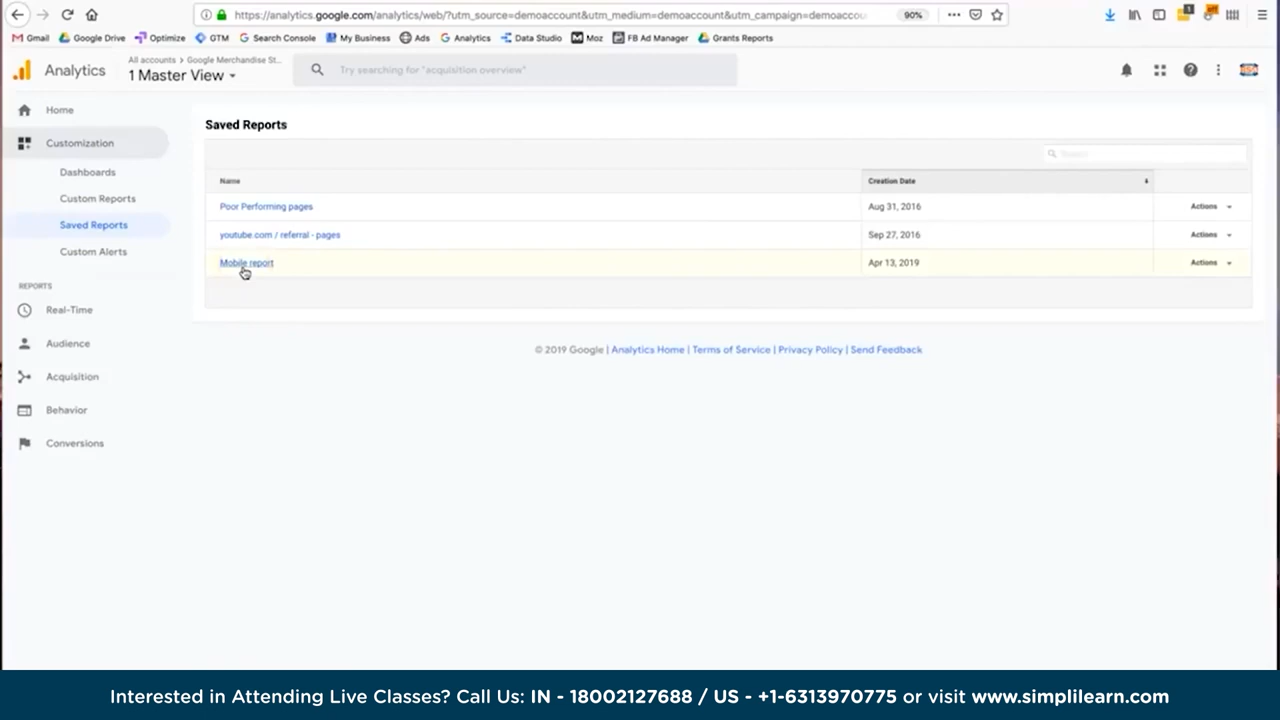 https://analytics.google.com/analytics/web/?utm_source=demoaccount&utm_medium=demoaccount&utm_campaign=demoaccou
90%
Gmail Google Drive Optimize GTM Search Console My Business Ads Analytics Data Studio Moz FB Ad Manager Grants Reports
Analytics
All accounts > Google Merchandise St...
1 Master View
Try searching for "acquisition overview"
Home
Customization
Dashboards
Custom Reports
Saved Reports
Custom Alerts
REPORTS
Real-Time
Audience
Acquisition
Behavior
Conversions
Saved Reports
Search
Name Creation Date
Poor Performing pages Aug 31, 2016 Actions
youtube.com / referral - pages Sep 27, 2016 Actions
Mobile report Apr 13, 2019 Actions
© 2019 Google | Analytics Home | Terms of Service | Privacy Policy | Send Feedback
Interested in Attending Live Classes? Call Us: IN - 18002127688 / US - +1-6313970775 or visit www.simplilearn.com